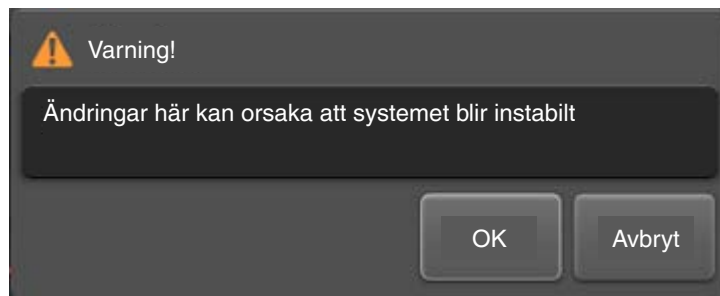 Varning!
Ändringar här kan orsaka att systemet blir instabilt
OK
Avbryt